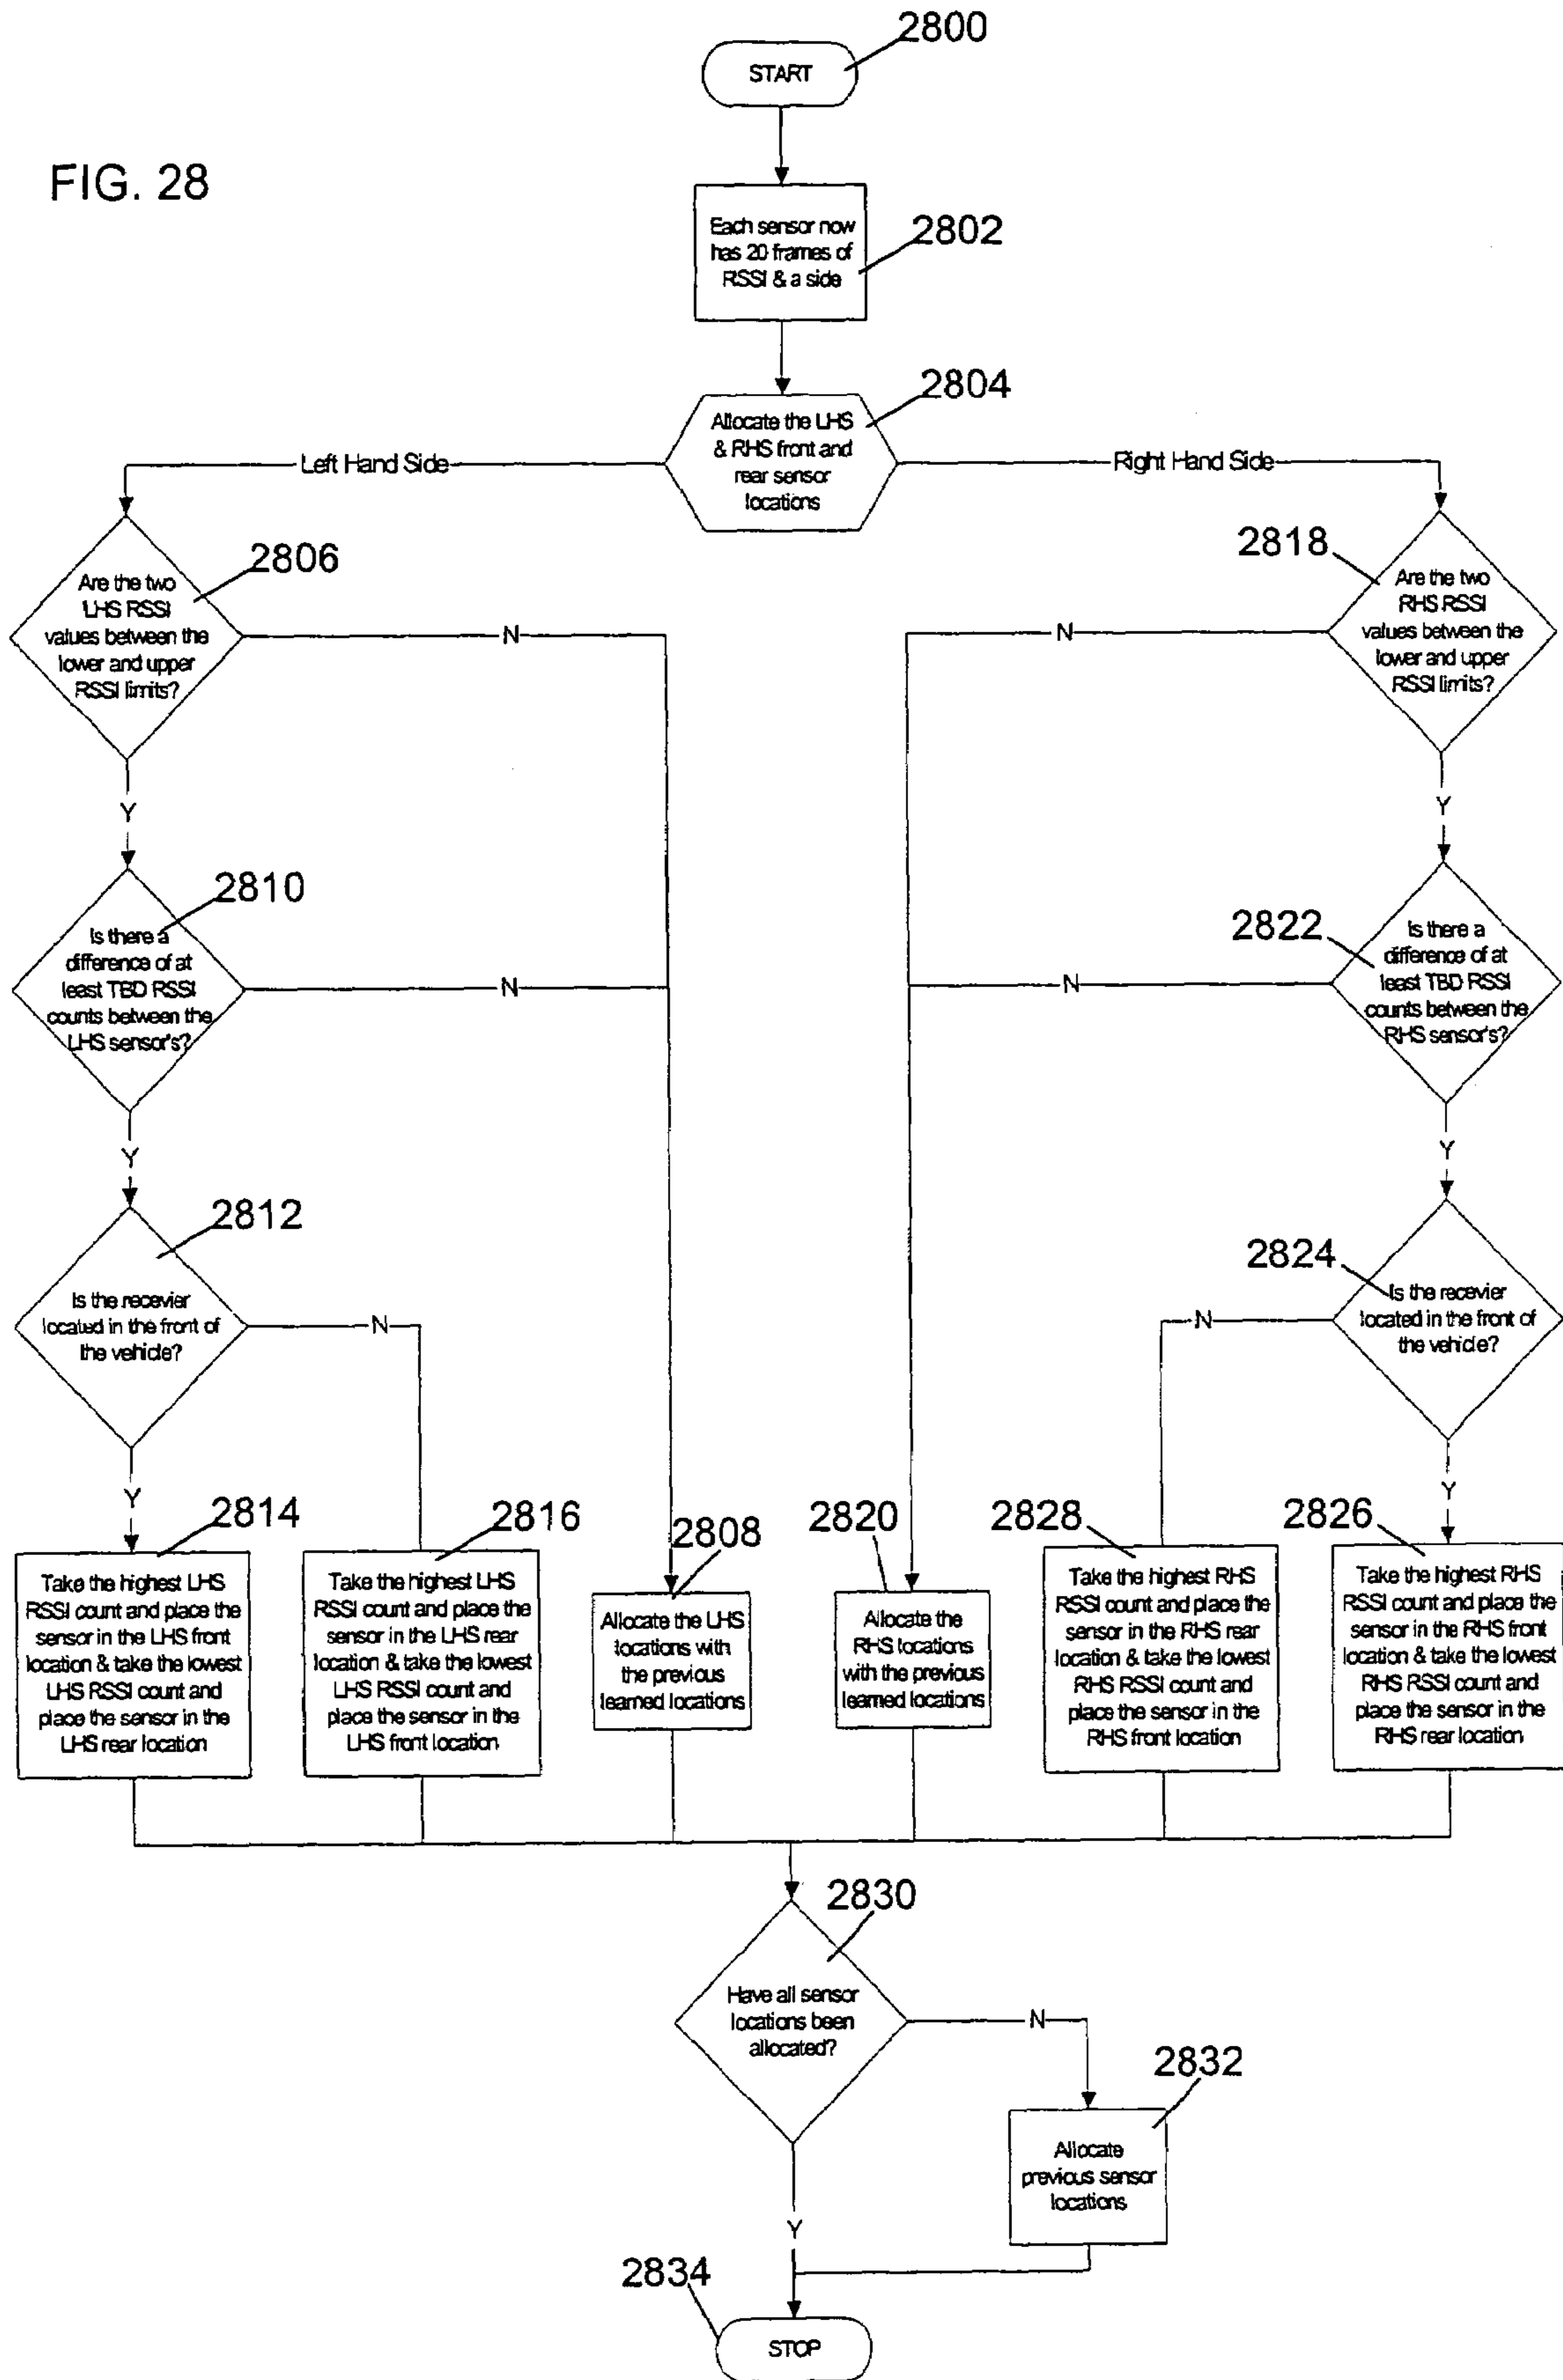 2800
START
FIG. 28
Each sensor now
has 20 frames of
RSSI & a side
2802
2804
Allocate the LHS
& RHS front and
rear sensor
locations
Left Hand Side
Right Hand Side
2806
Are the two
LHS RSSI
values between the
lower and upper
RSSI limits?
N
Y
2818
Are the two
RHS RSSI
values between the
lower and upper
RSSI limits?
N
Y
2810
Is there a
difference of at
least TBD RSSI
counts between the
LHS sensor's?
N
Y
2822
Is there a
difference of at
least TBD RSSI
counts between the
RHS sensor's?
N
Y
2812
Is the recevier
located in the front of
the vehicle?
N
Y
2824
Is the recevier
located in the front of
the vehicle?
N
Y
2814
Take the highest LHS
RSSI count and place the
sensor in the LHS front
location & take the lowest
LHS RSSI count and
place the sensor in the
LHS rear location
2816
Take the highest LHS
RSSI count and place the
sensor in the LHS rear
location & take the lowest
LHS RSSI count and
place the sensor in the
LHS front location
2808
Allocate the LHS
locations with
the previous
learned locations
2820
Allocate the
RHS locations
with the previous
learned locations
2828
Take the highest RHS
RSSI count and place the
sensor in the RHS rear
location & take the lowest
RHS RSSI count and
place the sensor in the
RHS front location
2826
Take the highest RHS
RSSI count and place the
sensor in the RHS front
location & take the lowest
RHS RSSI count and
place the sensor in the
RHS rear location
2830
Have all sensor
locations been
allocated?
N
Y
2832
Allocate
previous sensor
locations
2834
STOP